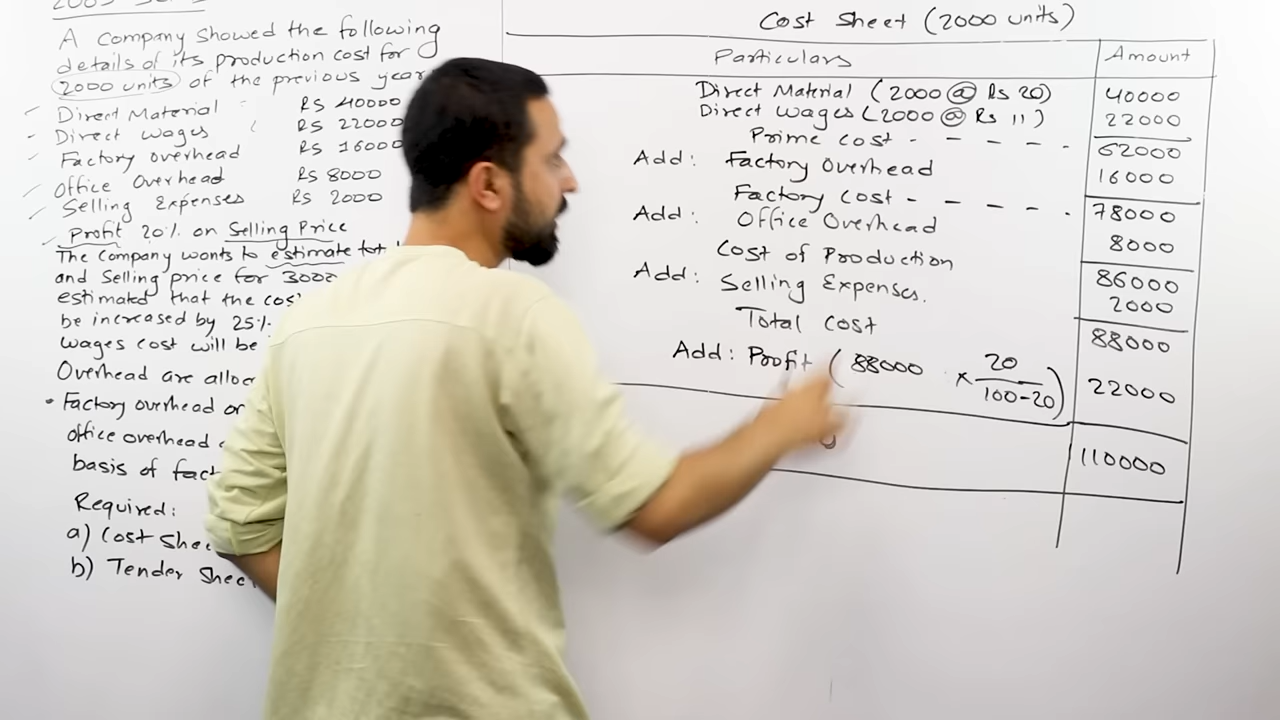 A company showed the following
details of its production cost for
2000 units of the previous year
Direct Material : RS 40000
Direct wages : RS 22000
Factory overhead RS 16000
Office Overhead RS 8000
Selling Expenses RS 2000
Profit 20% on Selling Price
The company wants to estimate
and Selling price for 3000
estimated that the
be increased by 25%
wages cost will be
Overhead are
• Factory overhead
office overhead
basis of
Required:
a) Cost
b) Tender
Cost Sheet (2000 units)
Particulars Amount
Direct Material (2000 @ Rs 20) 40000
Direct wages (2000 @ Rs 11) 22000
Prime cost - - - - - . 62000
Add: Factory Overhead 16000
Factory cost - - - - - . 78000
Add: Office Overhead 8000
Cost of Production 86000
Add: Selling Expenses. 2000
Total cost 88000
Add: Profit (88000 × 20/100-20) 22000
110000